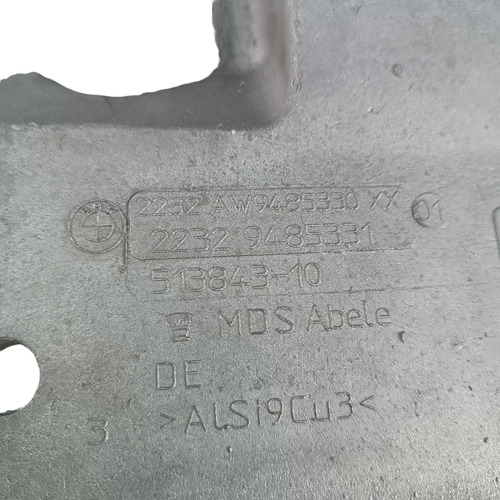 2232 AW9485330 XX 01
2232 9485331
513843-10
MDS Abele
DE
3 >AlSi9Cu3<